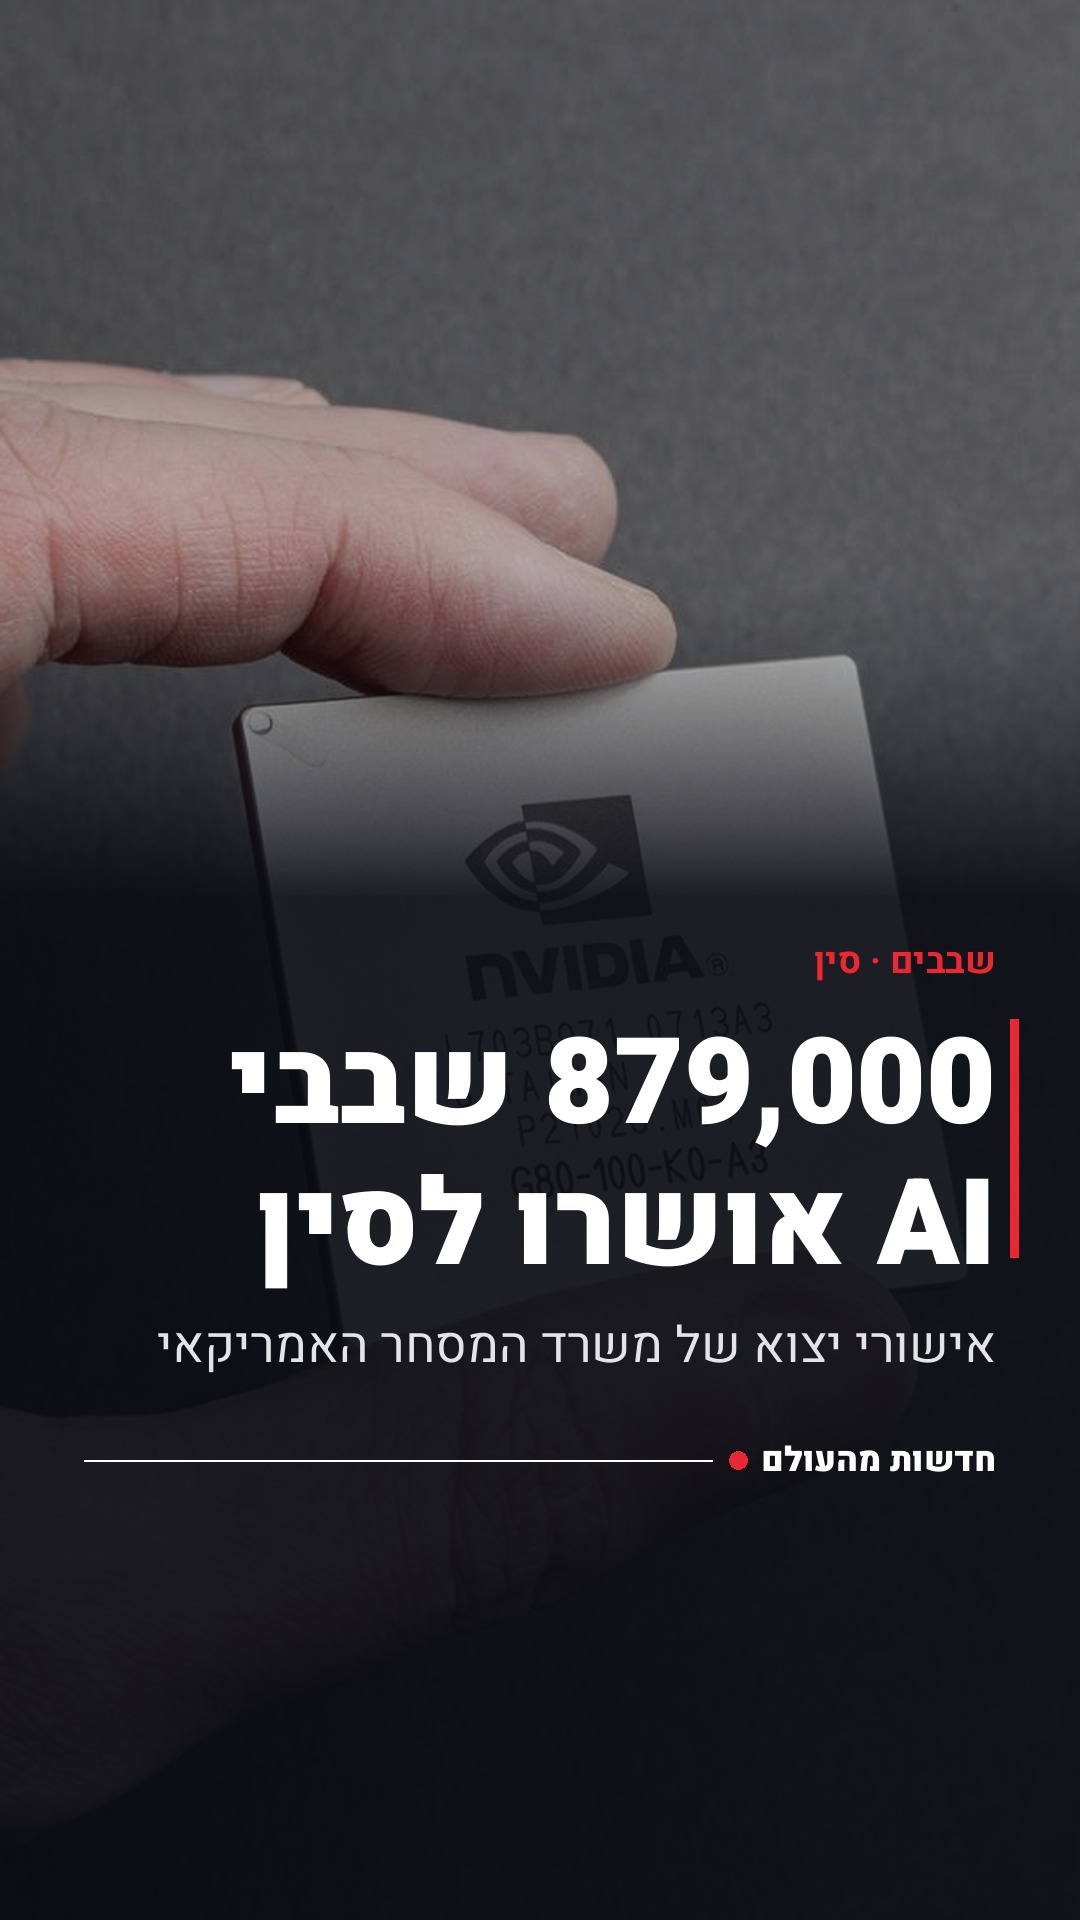 NVIDIA®
שבבים · סין
879,000 שבבי
AI אושרו לסין
G80-100-K0-A3
אישורי יצוא של משרד המסחר האמריקאי
חדשות מהעולם